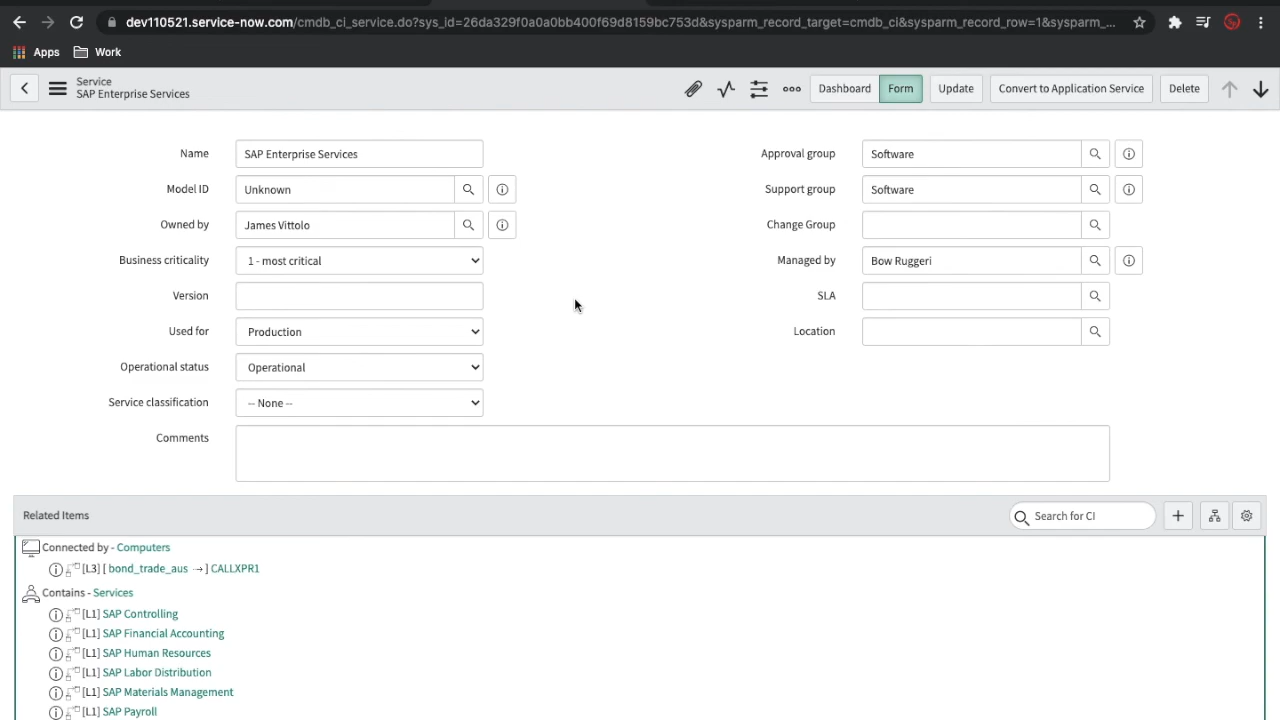 dev110521.service-now.com/cmdb_ci_service.do?sys_id=26da329f0a0a0bb400f69d8159bc753d&sysparm_record_target=cmdb_ci&sysparm_record_row=1&sysparm_...
Apps Work
Service
SAP Enterprise Services
Dashboard Form Update Convert to Application Service Delete
Name SAP Enterprise Services Approval group Software
Model ID Unknown Support group Software
Owned by James Vittolo Change Group
Business criticality 1 - most critical Managed by Bow Ruggeri
Version SLA
Used for Production Location
Operational status Operational
Service classification -- None --
Comments
Related Items Search for CI
Connected by - Computers
[L3] [ bond_trade_aus → ] CALLXPR1
Contains - Services
[L1] SAP Controlling
[L1] SAP Financial Accounting
[L1] SAP Human Resources
[L1] SAP Labor Distribution
[L1] SAP Materials Management
[L1] SAP Payroll